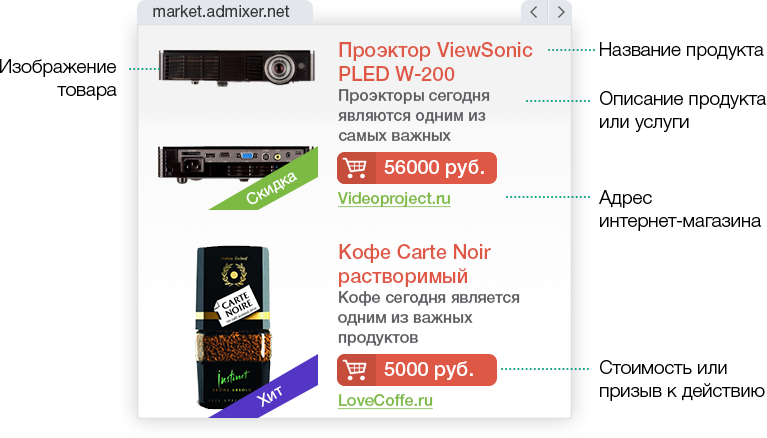 market.admixer.net
Изображение
товара
Проэктор ViewSonic
PLED W-200
Проэкторы сегодня
являются одним из
самых важных
56000 руб.
Videoproject.ru
Скидка
Название продукта
Описание продукта
или услуги
Адрес
интернет-магазина
Кофе Carte Noir
растворимый
Кофе сегодня является
одним из важных
продуктов
5000 руб.
LoveCoffe.ru
CARTE
NOIRE
Instinct
Хит
Стоимость или
призыв к действию